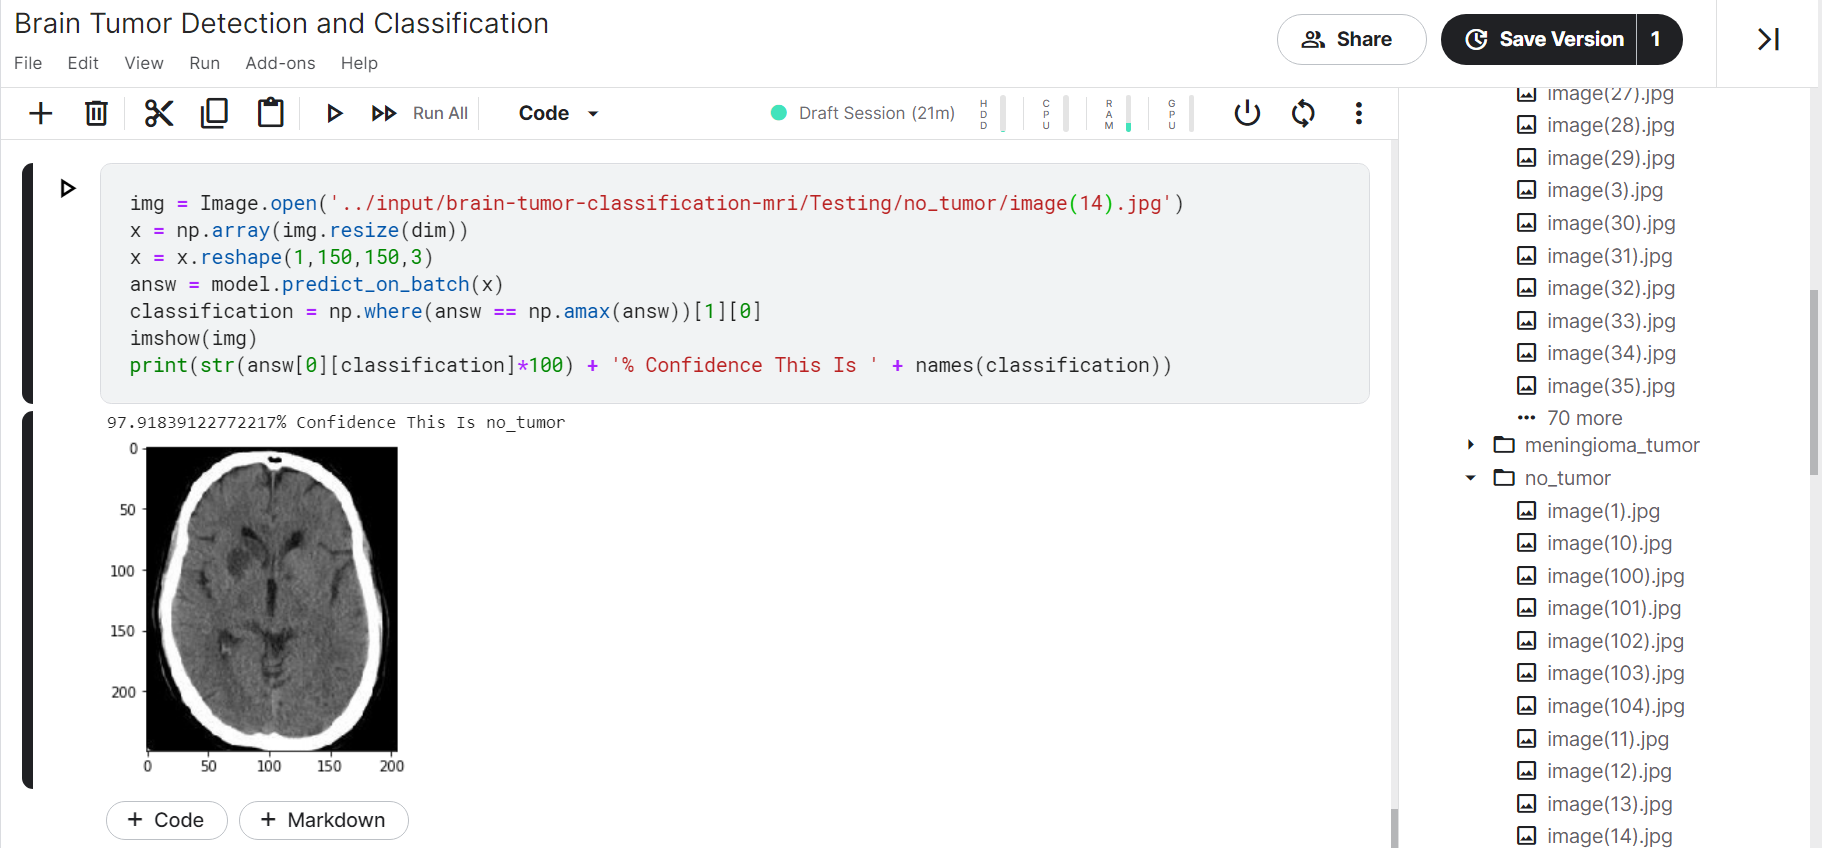 Brain Tumor Detection and Classification
File Edit View Run Add-ons Help
Share
Save Version 1
Run All
Code
Draft Session (21m)
HDD
CPU
RAM
GPU
img = Image.open('../input/brain-tumor-classification-mri/Testing/no_tumor/image(14).jpg')
x = np.array(img.resize(dim))
x = x.reshape(1,150,150,3)
answ = model.predict_on_batch(x)
classification = np.where(answ == np.amax(answ))[1][0]
imshow(img)
print(str(answ[0][classification]*100) + '% Confidence This Is ' + names(classification))
97.91839122772217% Confidence This Is no_tumor
0
50
100
150
200
0 50 100 150 200
+ Code
+ Markdown
image(27).jpg
image(28).jpg
image(29).jpg
image(3).jpg
image(30).jpg
image(31).jpg
image(32).jpg
image(33).jpg
image(34).jpg
image(35).jpg
••• 70 more
meningioma_tumor
no_tumor
image(1).jpg
image(10).jpg
image(100).jpg
image(101).jpg
image(102).jpg
image(103).jpg
image(104).jpg
image(11).jpg
image(12).jpg
image(13).jpg
image(14).jpg